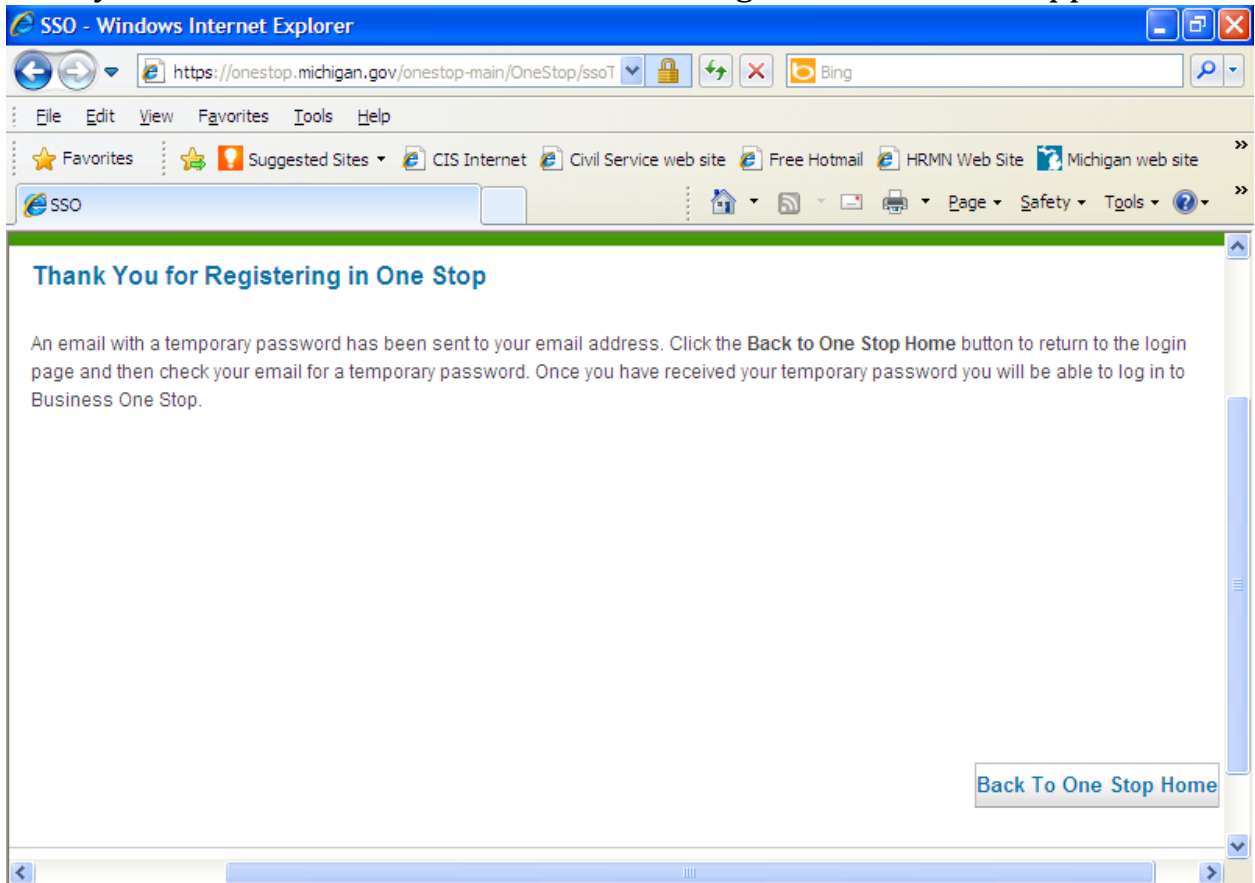 SSO - Windows Internet Explorer
https://onestop.michigan.gov/onestop-main/OneStop/ssoT
Bing
File Edit View Favorites Tools Help
Favorites Suggested Sites CIS Internet Civil Service web site Free Hotmail HRMN Web Site Michigan web site »
SSO Page Safety Tools »
Thank You for Registering in One Stop
An email with a temporary password has been sent to your email address. Click the Back to One Stop Home button to return to the login
page and then check your email for a temporary password. Once you have received your temporary password you will be able to log in to
Business One Stop.
Back To One Stop Home